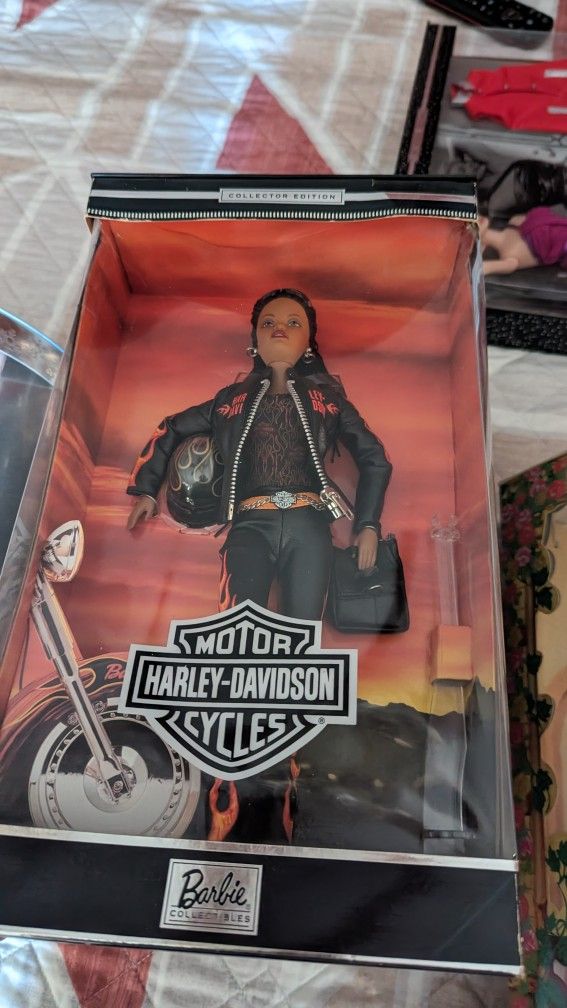 COLLECTOR EDITION
MOTOR
HARLEY-DAVIDSON
CYCLES
®
Barbie
COLLECTIBLES